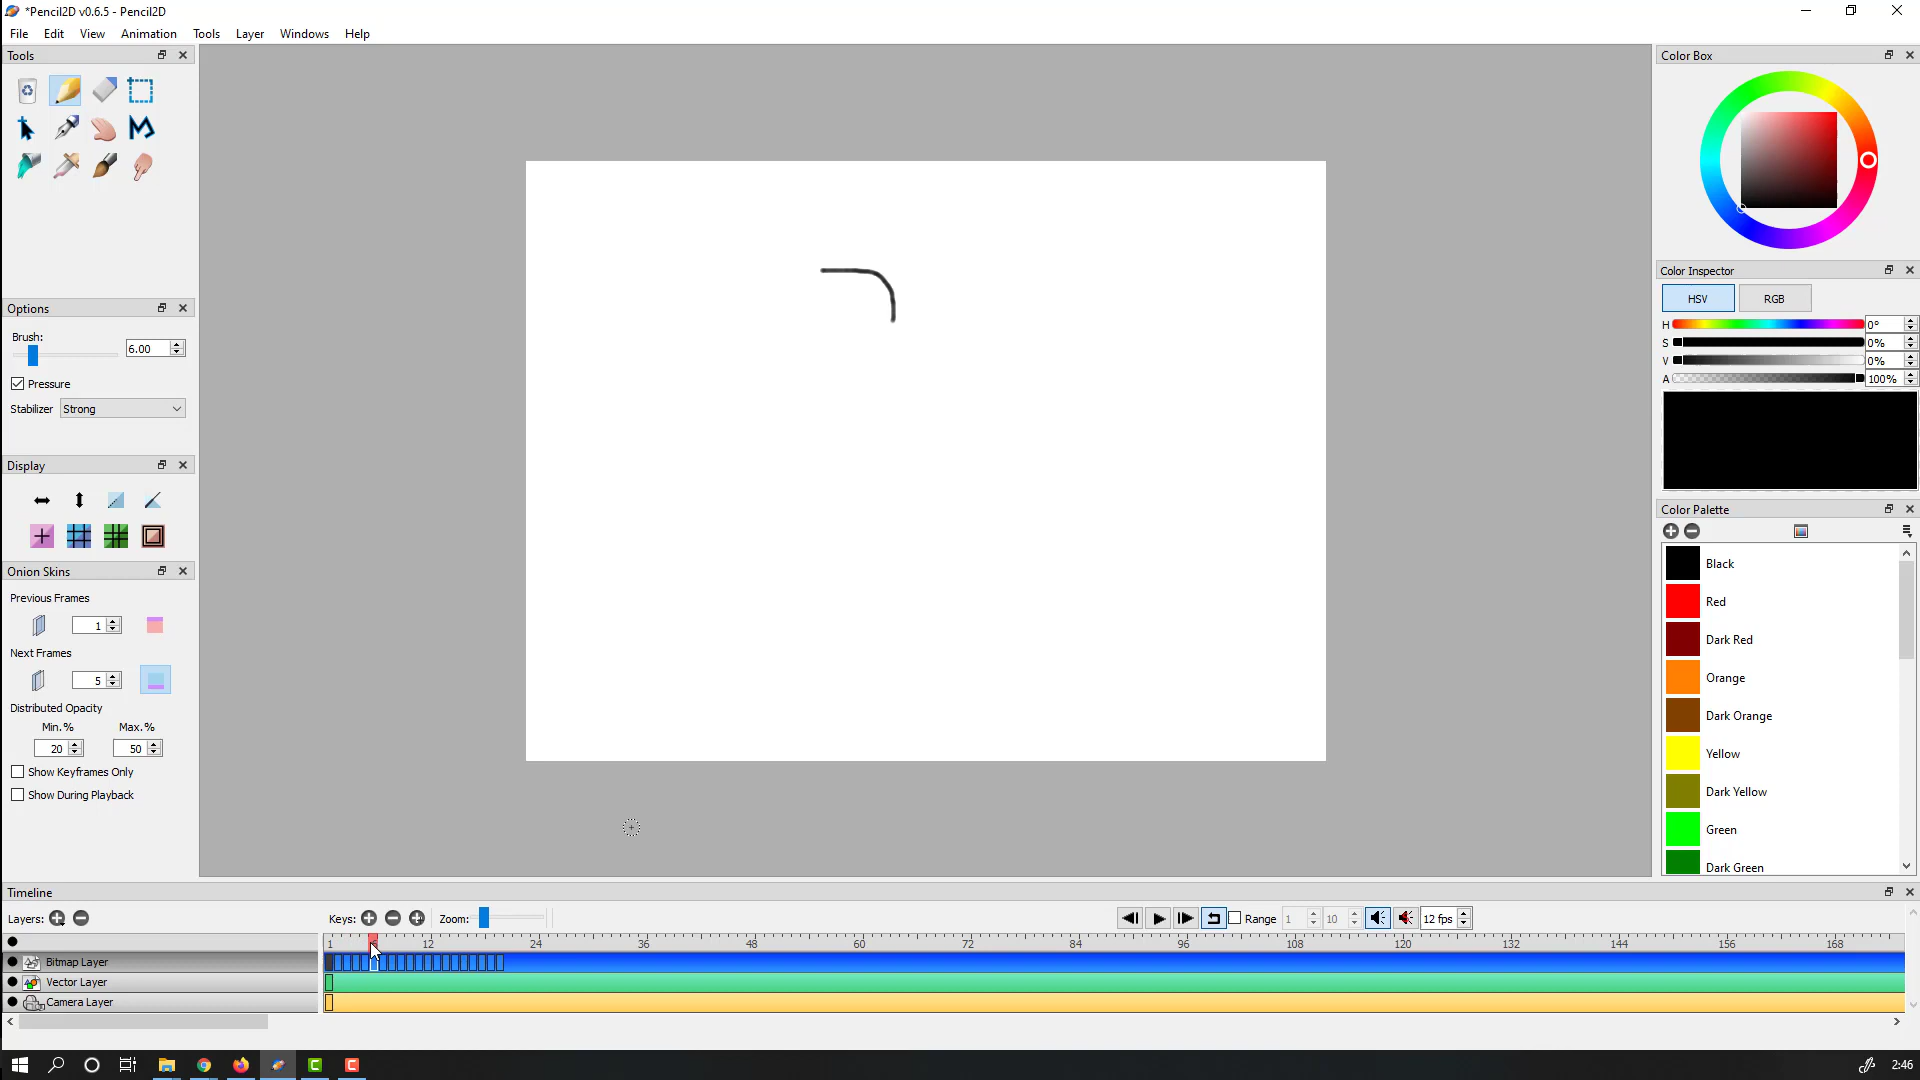 *Pencil2D v0.6.5 - Pencil2D
File Edit View Animation Tools Layer Windows Help
Tools
Options
Brush:
6.00
Pressure
Stabilizer Strong
Display
Onion Skins
Previous Frames
1
Next Frames
5
Distributed Opacity
Min.% Max.%
20 50
Show Keyframes Only
Show During Playback
Color Box
Color Inspector
HSV RGB
H 0°
S 0%
V 0%
A 100%
Color Palette
Black
Red
Dark Red
Orange
Dark Orange
Yellow
Dark Yellow
Green
Dark Green
Timeline
Layers: Keys: Zoom: Range 1 10 12 fps
1 12 24 36 48 60 72 84 96 108 120 132 144 156 168
Bitmap Layer
Vector Layer
Camera Layer
2:46